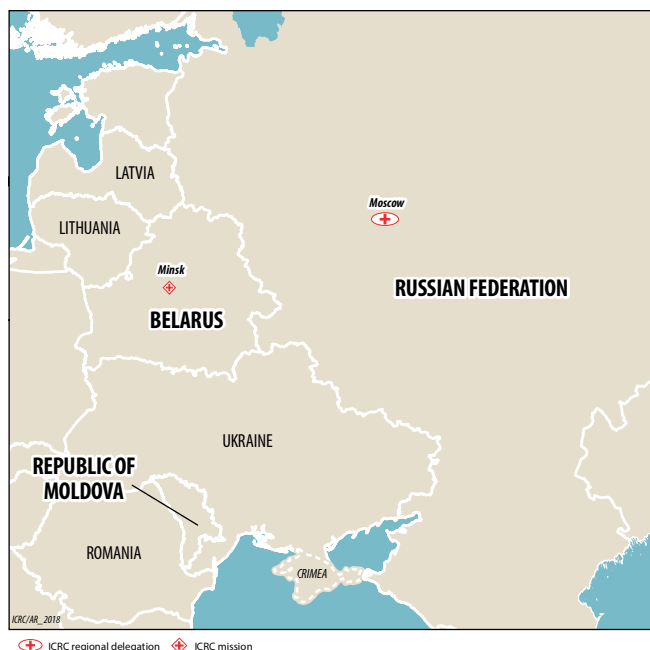 LATVIA
Moscow
LITHUANIA
Minsk
RUSSIAN FEDERATION
BELARUS
UKRAINE
REPUBLIC OF
MOLDOVA
ROMANIA
CRIMEA
ICRC/AR_2018
ICRC regional delegation ICRC mission